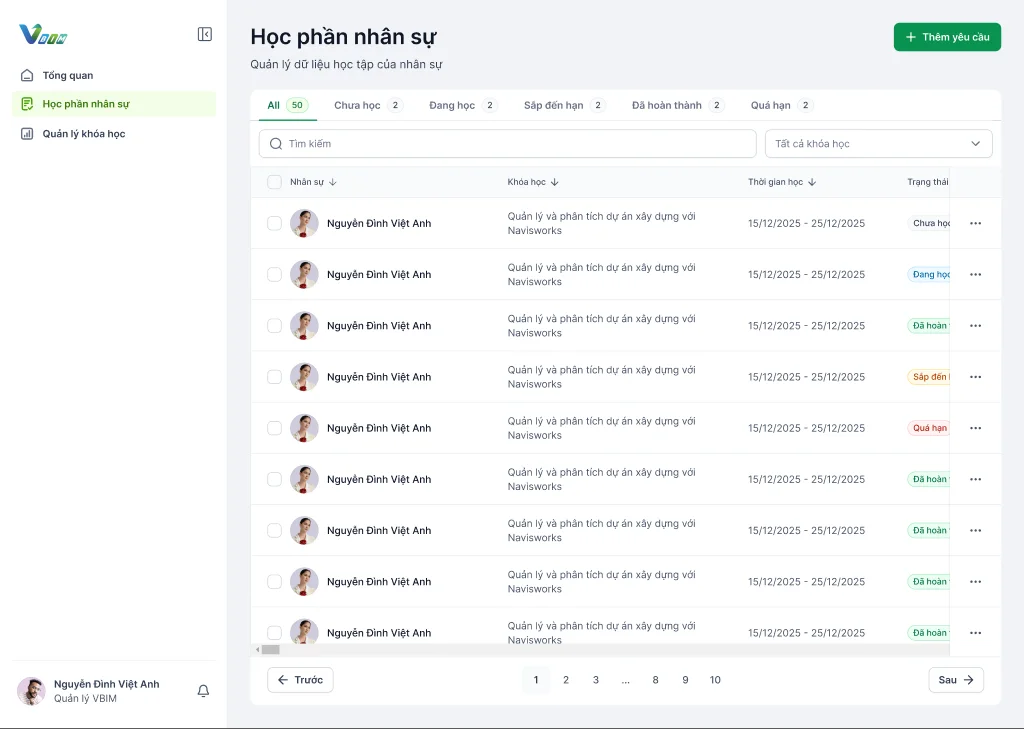 VBIM
Học phần nhân sự
Thêm yêu cầu
Quản lý dữ liệu học tập của nhân sự
Tổng quan
Học phần nhân sự
Quản lý khóa học
All 50 Chưa học 2 Đang học 2 Sắp đến hạn 2 Đã hoàn thành 2 Quá hạn 2
Tìm kiếm Tất cả khóa học
Nhân sự Khóa học Thời gian học Trạng thái
Nguyễn Đình Việt Anh Quản lý và phân tích dự án xây dựng với 15/12/2025 - 25/12/2025 Chưa học
Navisworks
Nguyễn Đình Việt Anh Quản lý và phân tích dự án xây dựng với 15/12/2025 - 25/12/2025 Đang học
Navisworks
Nguyễn Đình Việt Anh Quản lý và phân tích dự án xây dựng với 15/12/2025 - 25/12/2025 Đã hoàn
Navisworks
Nguyễn Đình Việt Anh Quản lý và phân tích dự án xây dựng với 15/12/2025 - 25/12/2025 Sắp đến
Navisworks
Nguyễn Đình Việt Anh Quản lý và phân tích dự án xây dựng với 15/12/2025 - 25/12/2025 Quá hạn
Navisworks
Nguyễn Đình Việt Anh Quản lý và phân tích dự án xây dựng với 15/12/2025 - 25/12/2025 Đã hoàn
Navisworks
Nguyễn Đình Việt Anh Quản lý và phân tích dự án xây dựng với 15/12/2025 - 25/12/2025 Đã hoàn
Navisworks
Nguyễn Đình Việt Anh Quản lý và phân tích dự án xây dựng với 15/12/2025 - 25/12/2025 Đã hoàn
Navisworks
Nguyễn Đình Việt Anh Quản lý và phân tích dự án xây dựng với 15/12/2025 - 25/12/2025 Đã hoàn
Navisworks
Trước 1 2 3 ... 8 9 10 Sau
Nguyễn Đình Việt Anh
Quản lý VBIM